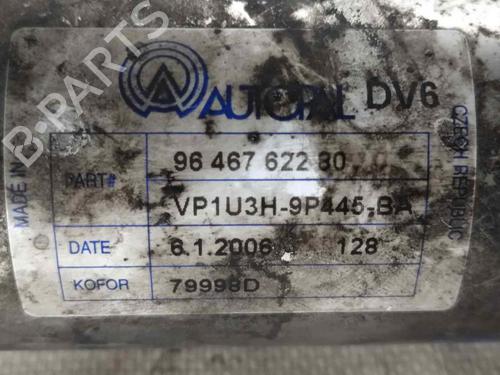 AUTOPAL DV6
MADE IN
CZECH REPUBLIC
PART#
96 467 622 80
VP1U3H-9P445-BA
DATE 6.1.2006 128
KOFOR 79998D
B-PARTS